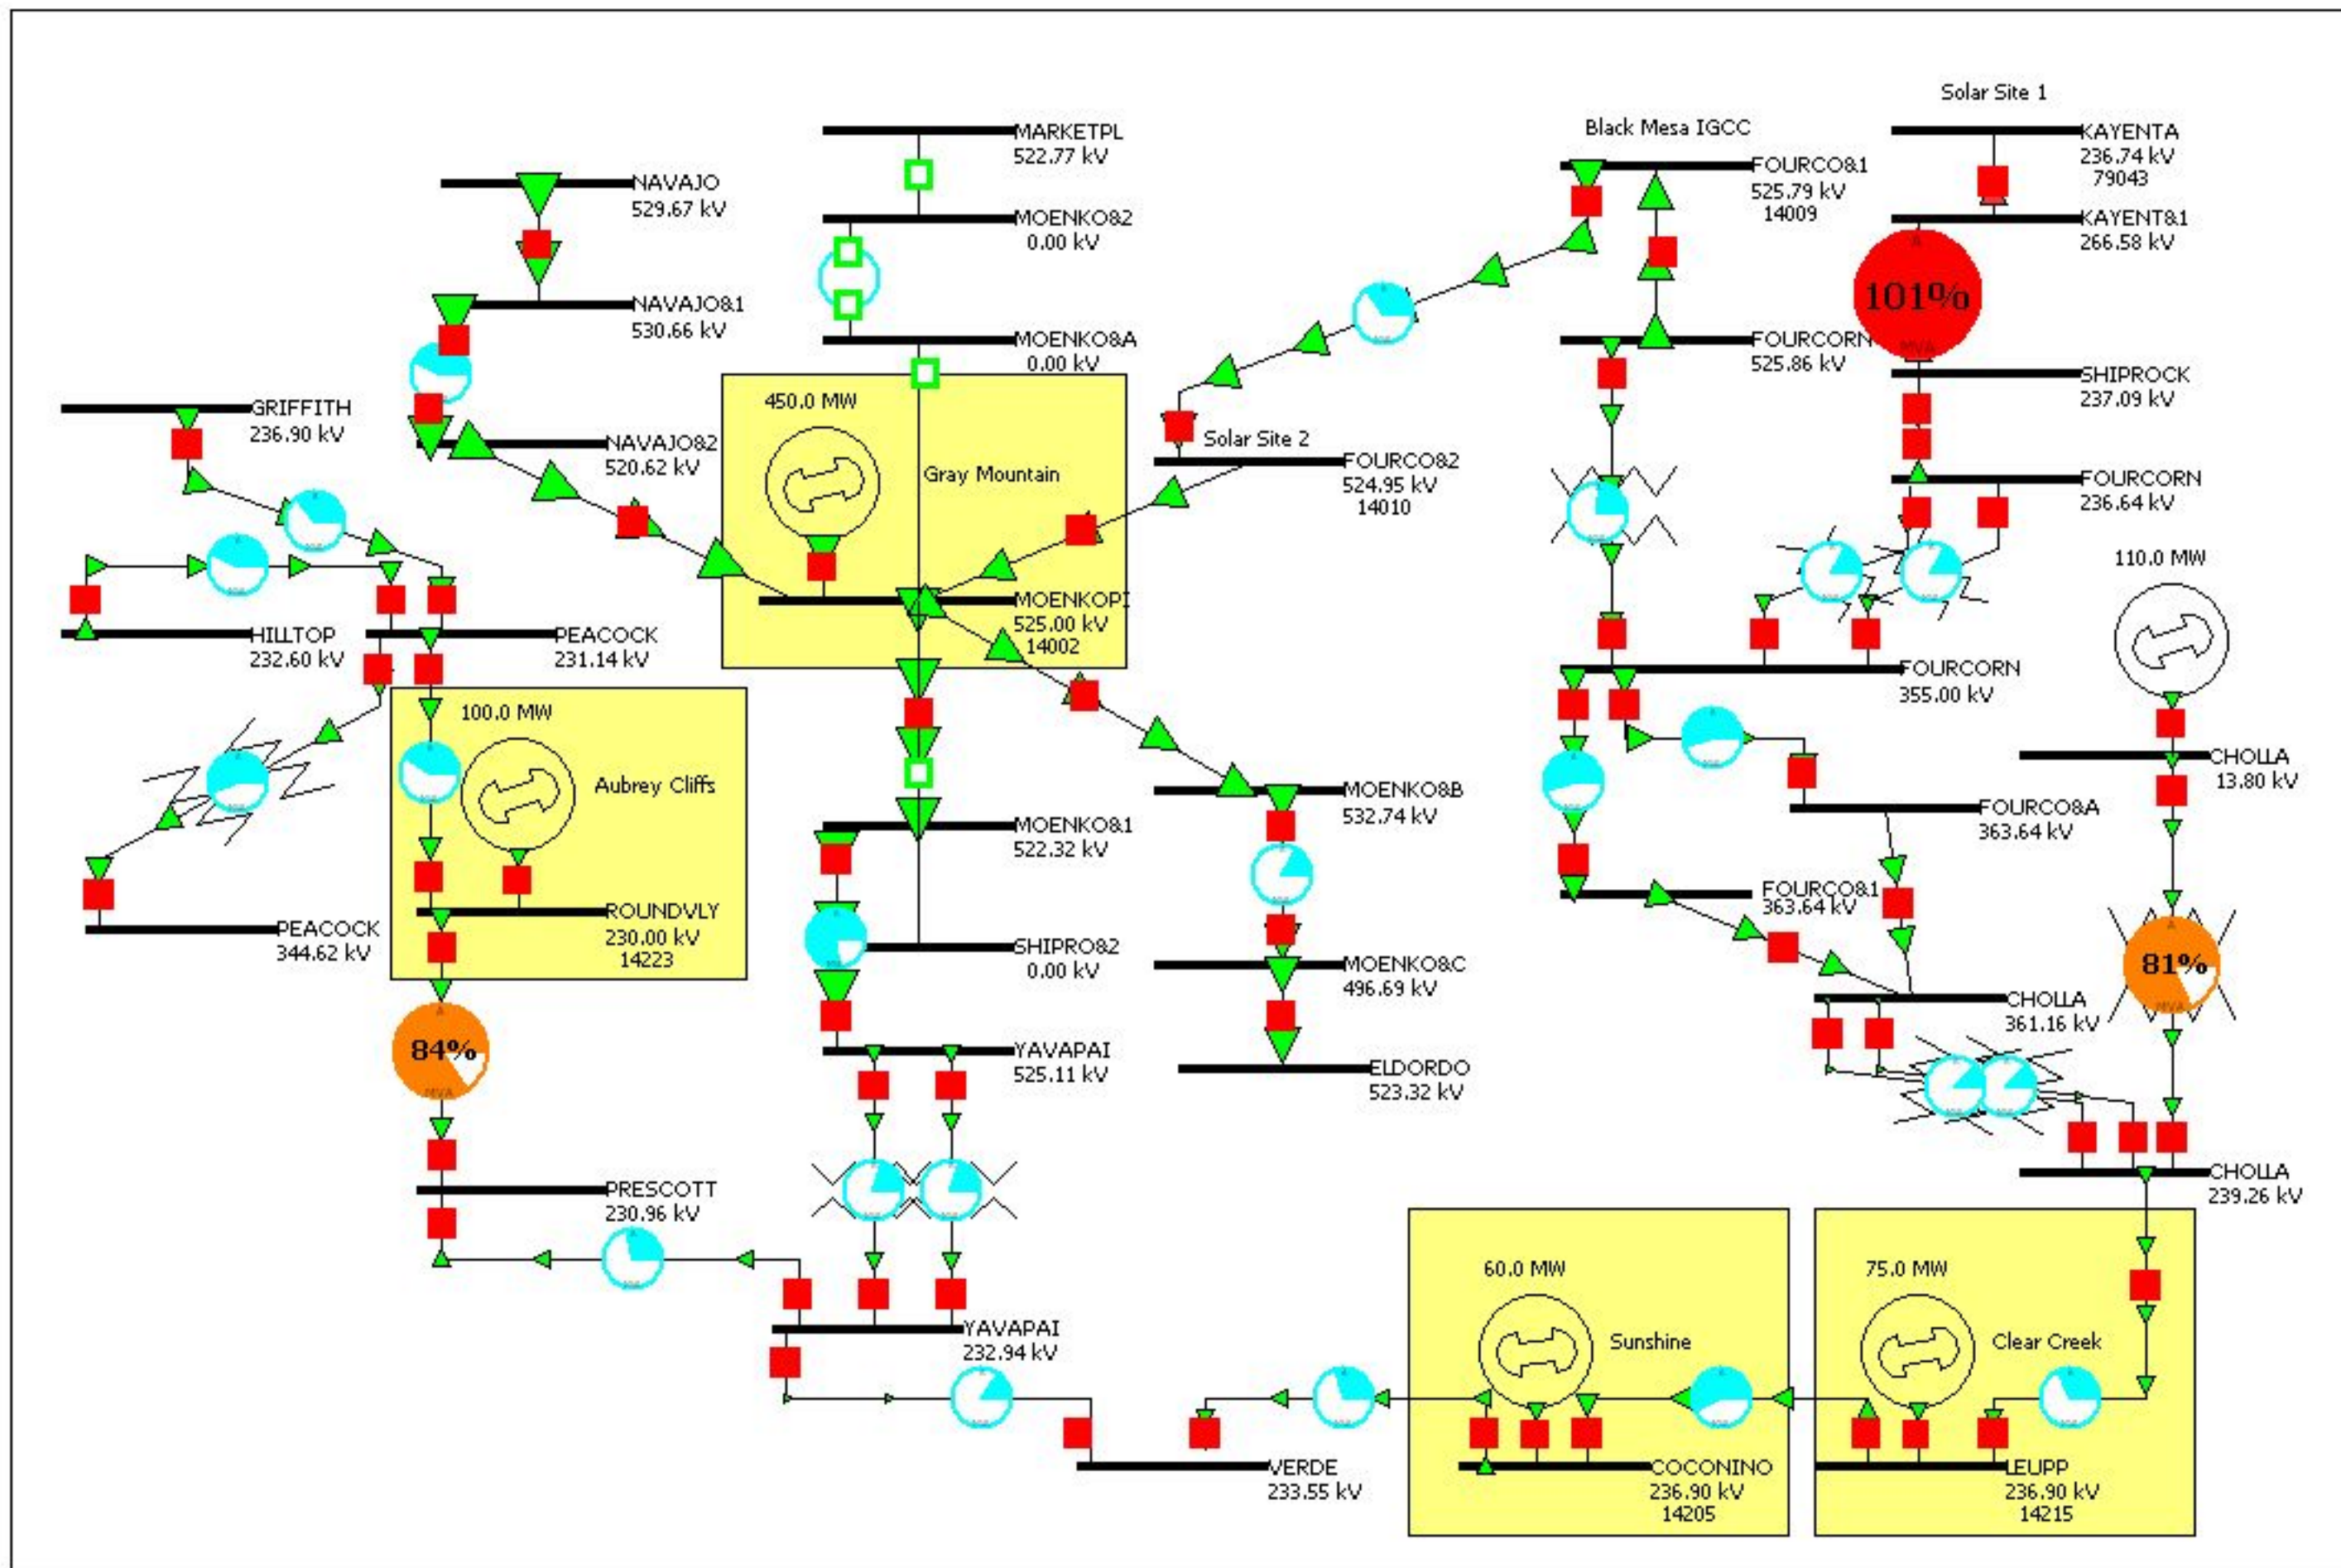 Solar Site 1
Black Mesa IGCC
KAYENTA
236.74 kV
79043
MARKETPL
522.77 kV
FOURCO&1
525.79 kV
14009
NAVAJO
529.67 kV
MOENKO&2
0.00 kV
KAYENT&1
266.58 kV
101%
MVA
NAVAJO&1
530.66 kV
MOENKO&A
0.00 kV
FOURCORN
525.86 kV
SHIPROCK
237.09 kV
GRIFFITH
236.90 kV
450.0 MW
NAVAJO&2
520.62 kV
Gray Mountain
Solar Site 2
FOURCO&2
524.95 kV
14010
FOURCORN
236.64 kV
110.0 MW
MOENKOPI
525.00 kV
14002
HILLTOP
232.60 kV
PEACOCK
231.14 kV
FOURCORN
355.00 kV
100.0 MW
Aubrey Cliffs
CHOLLA
13.80 kV
MOENKO&B
532.74 kV
FOURCO&A
363.64 kV
MOENKO&1
522.32 kV
FOURCO&1
363.64 kV
PEACOCK
344.62 kV
ROUNDVLY
230.00 kV
14223
SHIPRO&2
0.00 kV
MOENKO&C
496.69 kV
81%
MVA
CHOLLA
361.16 kV
84%
MVA
YAVAPAI
525.11 kV
ELDORDO
523.32 kV
CHOLLA
239.26 kV
PRESCOTT
230.96 kV
60.0 MW
75.0 MW
YAVAPAI
232.94 kV
Sunshine
Clear Creek
VERDE
233.55 kV
COCONINO
236.90 kV
14205
LEUPP
236.90 kV
14215